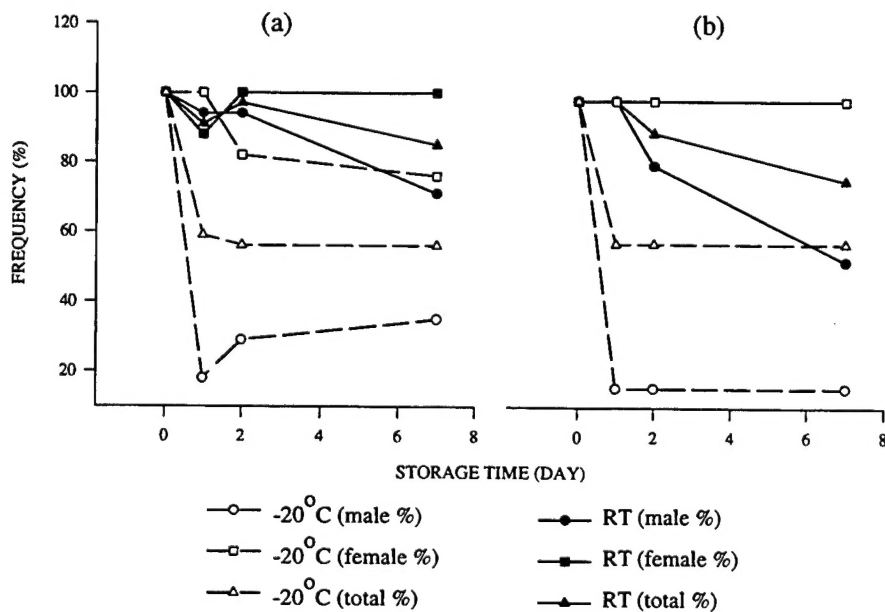 (a)
(b)
120
100
80
60
40
20
FREQUENCY (%)
0 2 4 6 8
0 2 4 6 8
STORAGE TIME (DAY)
-20°C (male %)
RT (male %)
-20°C (female %)
RT (female %)
-20°C (total %)
RT (total %)